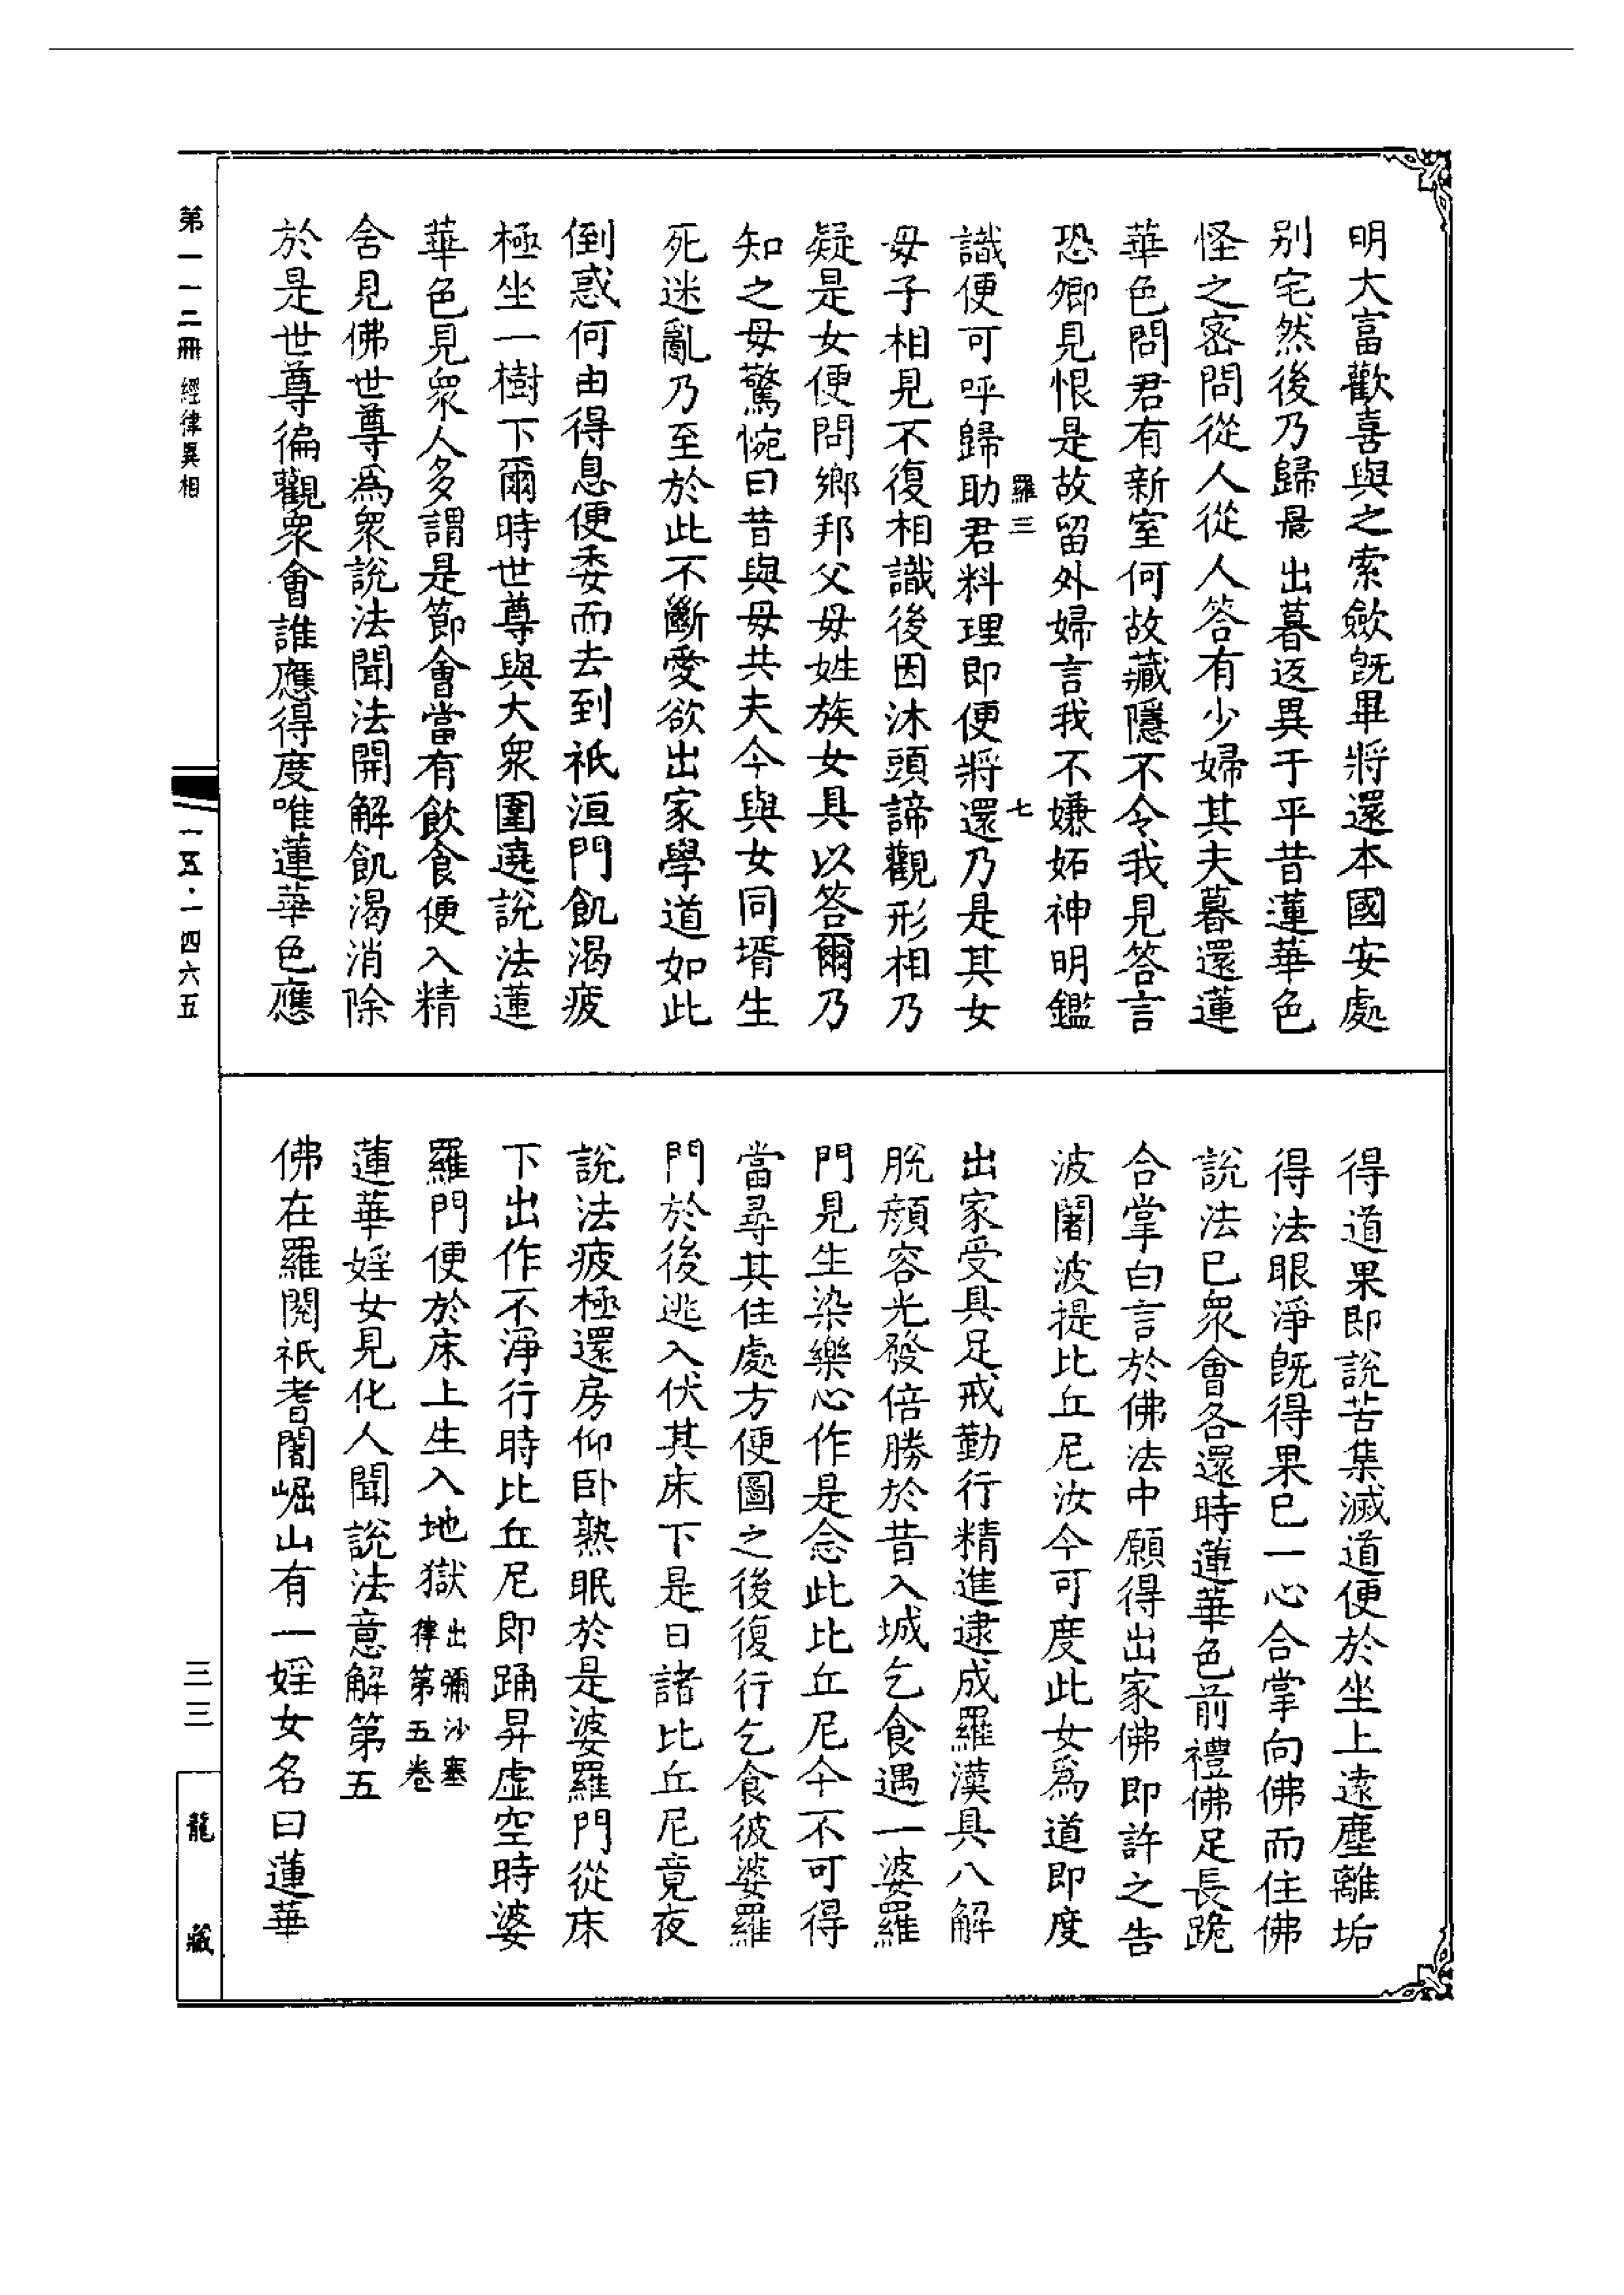 明大富歡喜與之索歛旣畢將還本國安處
别宅然後乃歸晨出暮返異于平昔蓮華色
怪之密問從人從人答有少婦其夫暮還蓮
華色問君有新室何故藏隱不令我見答言
恐卿見恨是故留外婦言我不嫌妬神明鑑
羅三
七
識便可呼歸助君料理即便將還乃是其女
母子相見不復相識後因沐頭諦觀形相乃
疑是女便問鄉邦父母姓族女具以答爾乃
知之母驚惋曰昔與母共夫今與女同壻生
死迷亂乃至於此不斷愛欲出家學道如此
倒惑何由得息便委而去到祇洹門飢渴疲
極坐一樹下爾時世尊與大衆圍遶說法蓮
華色見衆人多謂是節會當有飲食便入精
舍見佛世尊爲衆說法聞法開解飢渴消除
於是世尊徧觀衆會誰應得度唯蓮華色應
得道果即說苦集滅道便於坐上遠塵離垢
得法眼淨旣得果已一心合掌向佛而住佛
說法已衆會各還時蓮華色前禮佛足長跪
合掌白言於佛法中願得出家佛即許之告
波闍波提比丘尼汝今可度此女爲道即度
出家受具足戒勤行精進逮成羅漢具八解
脫顏容光發倍勝於昔入城乞食遇一婆羅
門見生染樂心作是念此比丘尼今不可得
當尋其住處方便圖之後復行乞食彼婆羅
門於後逃入伏其床下是日諸比丘尼竟夜
說法疲極還房仰卧熟眠於是婆羅門從床
下出作不淨行時比丘尼即踊昇虛空時婆
羅門便於床上生入地獄出彌沙塞
律第五卷
蓮華婬女見化人聞說法意解第五
佛在羅閱祇耆闍崛山有一婬女名曰蓮華
第一一二冊 經律異相
一五·一四六五
三三
龍藏